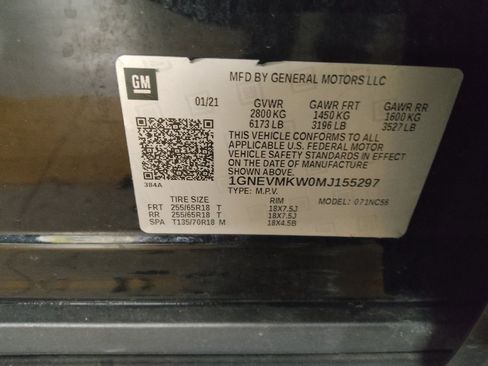 GM
MFD BY GENERAL MOTORS LLC
01/21 GVWR GAWR FRT GAWR RR
2800 KG 1450 KG 1600 KG
6173 LB 3196 LB 3527 LB
THIS VEHICLE CONFORMS TO ALL
APPLICABLE U.S. FEDERAL MOTOR
VEHICLE SAFETY STANDARDS IN EFFECT
ON THE DATE OF MANUFACTURE
SHOWN ABOVE.
384A 1GNEVMKW0MJ155297
TYPE: M.P.V.
TIRE SIZE RIM MODEL: 071NC56
FRT 255/65R18 T 18X7.5J
RR 255/65R18 T 18X7.5J
SPA T135/70R18 M 18X4.5B